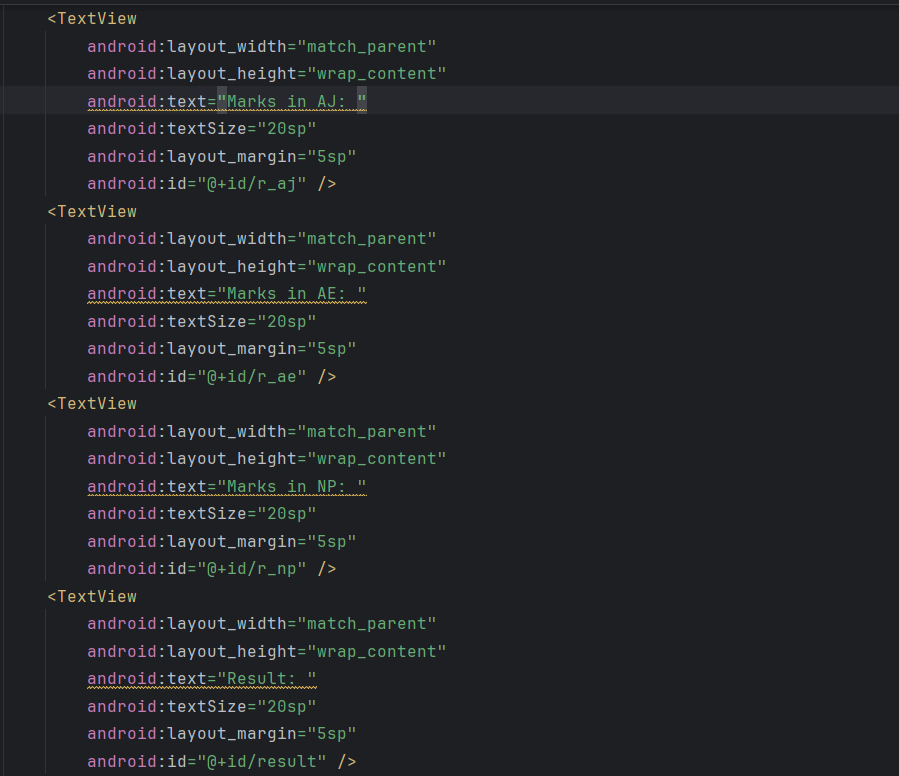 <TextView
android:layout_width="match_parent"
android:layout_height="wrap_content"
android:text="Marks in AJ: "
android:textSize="20sp"
android:layout_margin="5sp"
android:id="@+id/r_aj" />
<TextView
android:layout_width="match_parent"
android:layout_height="wrap_content"
android:text="Marks in AE: "
android:textSize="20sp"
android:layout_margin="5sp"
android:id="@+id/r_ae" />
<TextView
android:layout_width="match_parent"
android:layout_height="wrap_content"
android:text="Marks in NP: "
android:textSize="20sp"
android:layout_margin="5sp"
android:id="@+id/r_np" />
<TextView
android:layout_width="match_parent"
android:layout_height="wrap_content"
android:text="Result: "
android:textSize="20sp"
android:layout_margin="5sp"
android:id="@+id/result" />